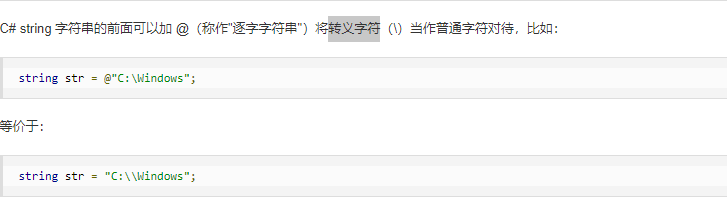 C# string 字符串的前面可以加 @（称作"逐字字符串"）将转义字符（\）当作普通字符对待，比如：
string str = @"C:\Windows";
等价于：
string str = "C:\\Windows";